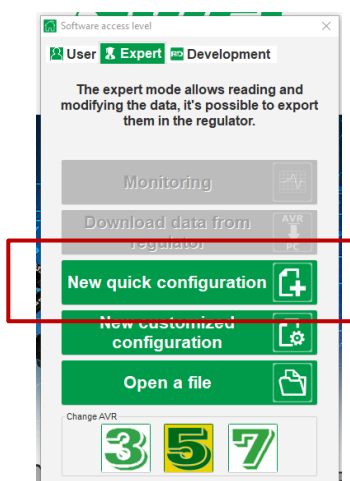 Software access level
User Expert RD Development
The expert mode allows reading and
modifying the data, it's possible to export
them in the regulator.
Monitoring
Download data from
regulator
AVR
PC
New quick configuration
New customized
configuration
Open a file
Change AVR
3 5 7